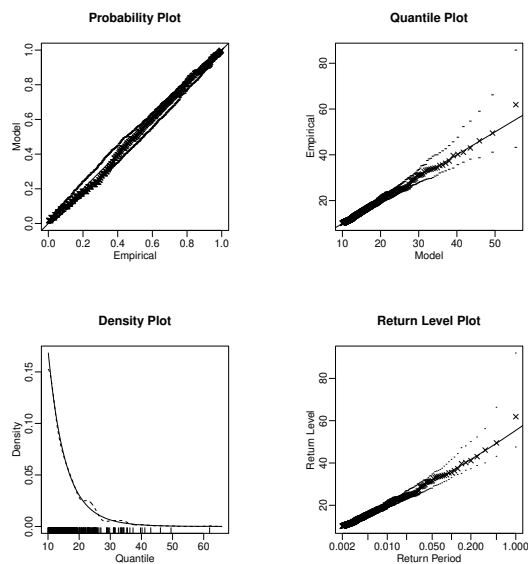 Probability Plot
Model
0.0 0.2 0.4 0.6 0.8 1.0
0.0 0.2 0.4 0.6 0.8 1.0
Empirical
Quantile Plot
Empirical
20 40 60 80
10 20 30 40 50
Model
Density Plot
Density
0.00 0.05 0.10 0.15
10 20 30 40 50 60
Quantile
Return Level Plot
Return Level
20 40 60 80
0.002 0.010 0.050 0.200 1.000
Return Period